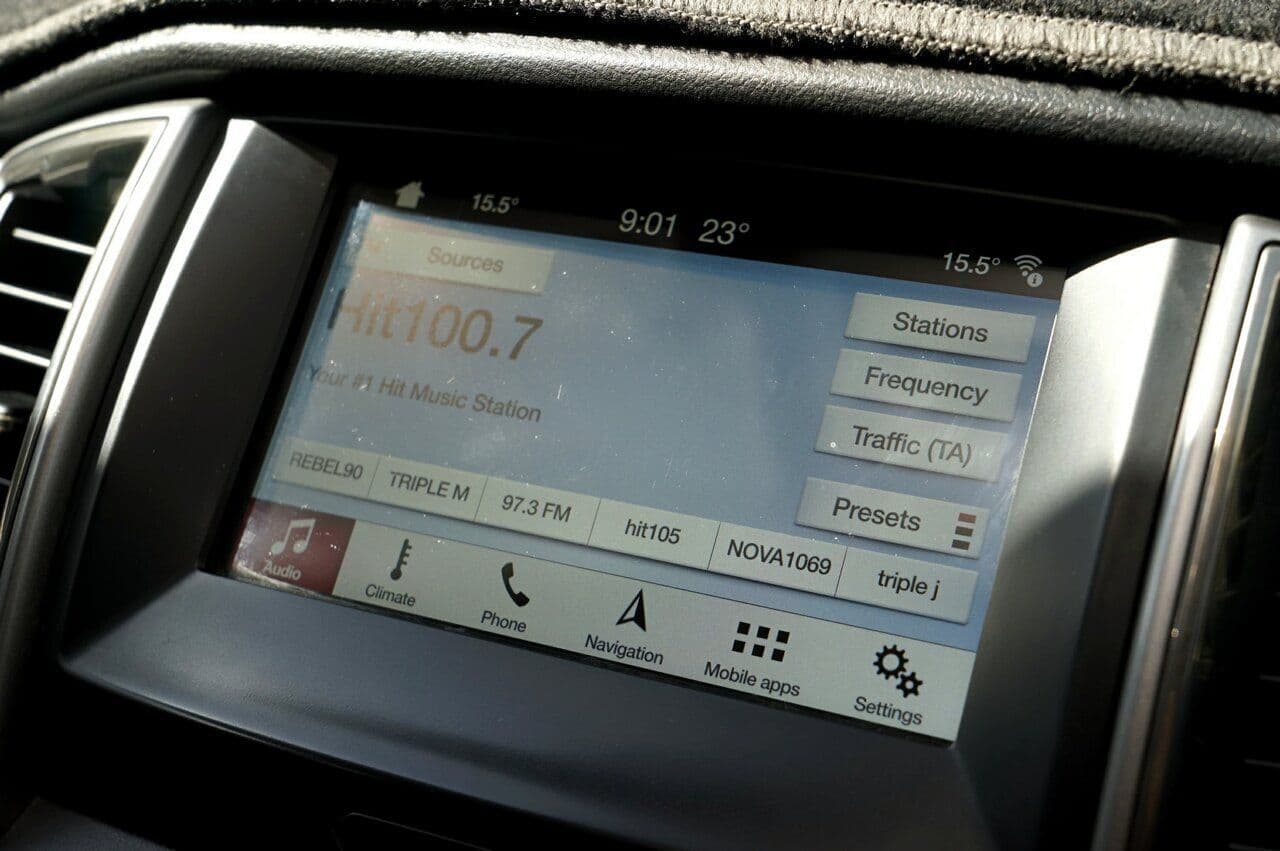 15.5° 9:01 23° 15.5°
Sources
Hit100.7
Your #1 Hit Music Station
Stations
Frequency
Traffic (TA)
Presets
REBEL90 TRIPLE M 97.3 FM hit105 NOVA1069 triple j
Audio Climate Phone Navigation Mobile apps Settings